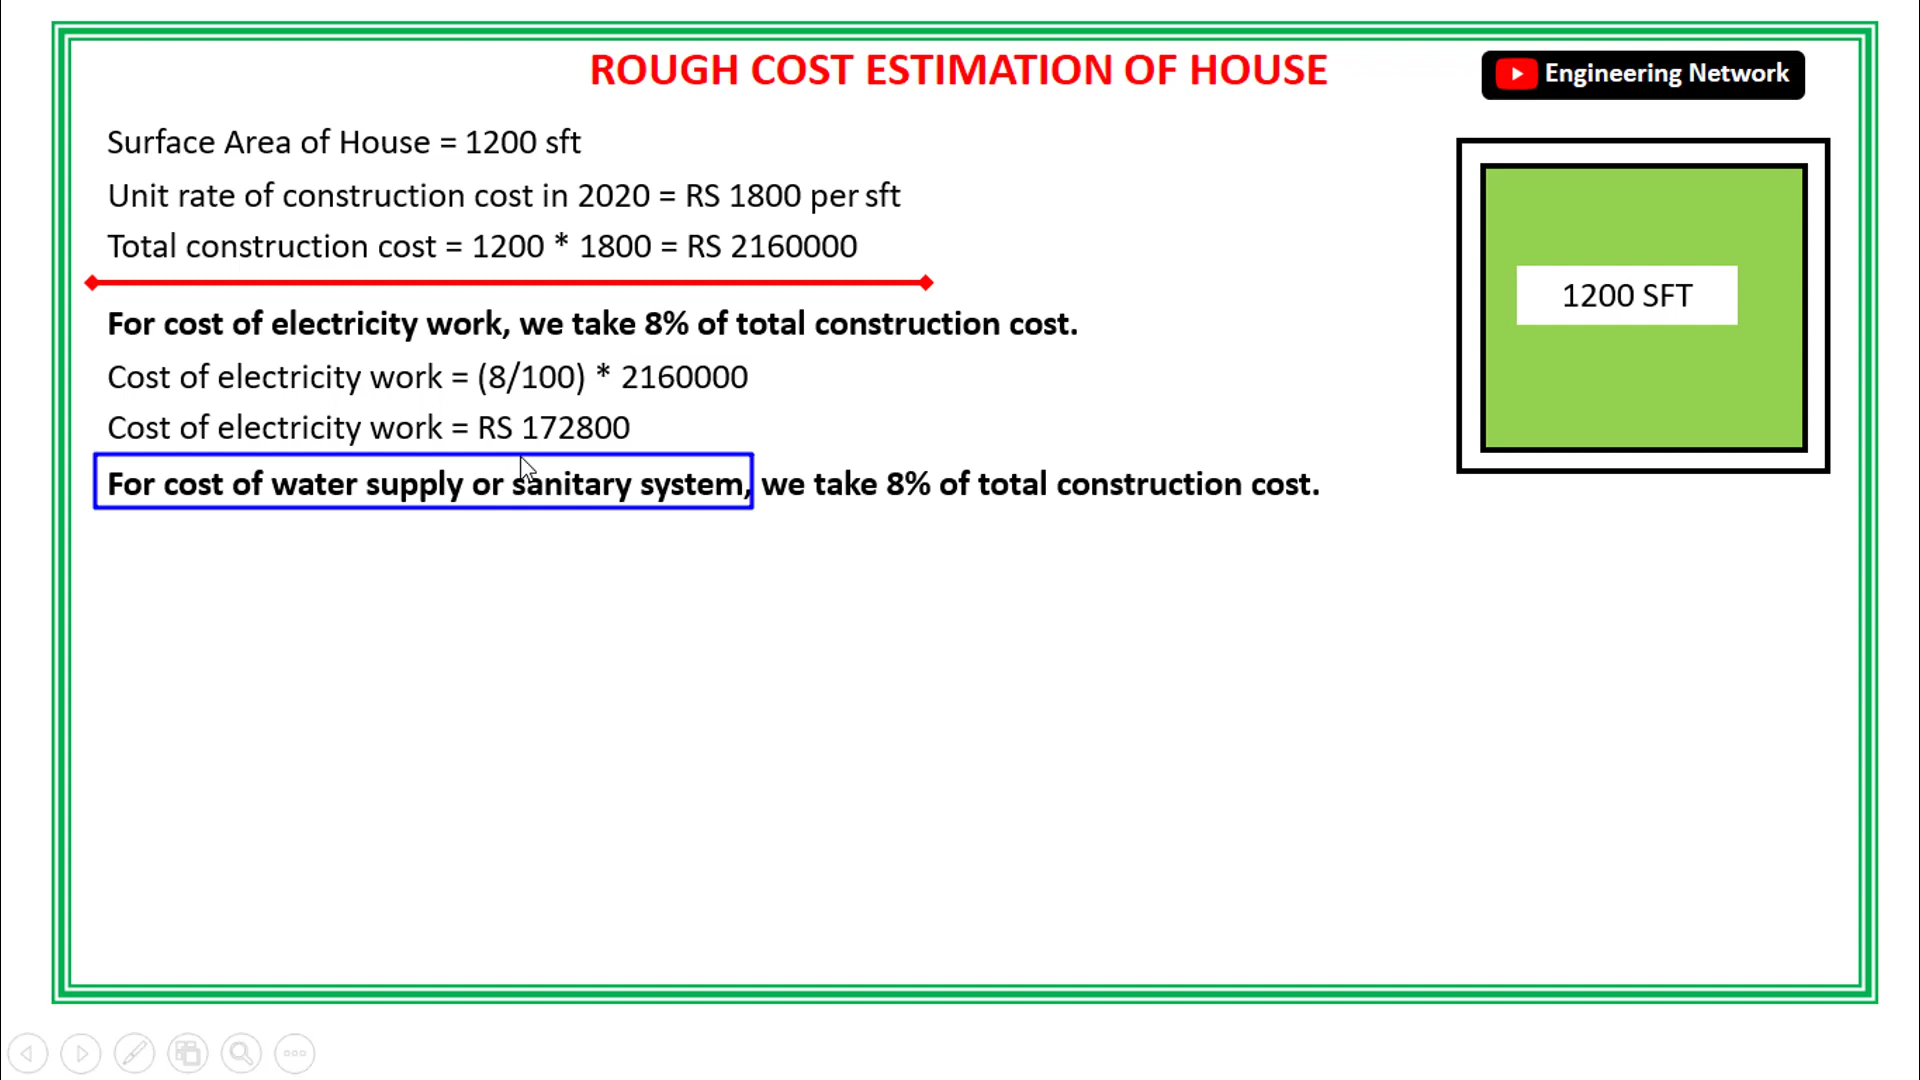 ROUGH COST ESTIMATION OF HOUSE
Engineering Network
Surface Area of House = 1200 sft
Unit rate of construction cost in 2020 = RS 1800 per sft
Total construction cost = 1200 * 1800 = RS 2160000
For cost of electricity work, we take 8% of total construction cost.
Cost of electricity work = (8/100) * 2160000
Cost of electricity work = RS 172800
For cost of water supply or sanitary system, we take 8% of total construction cost.
1200 SFT